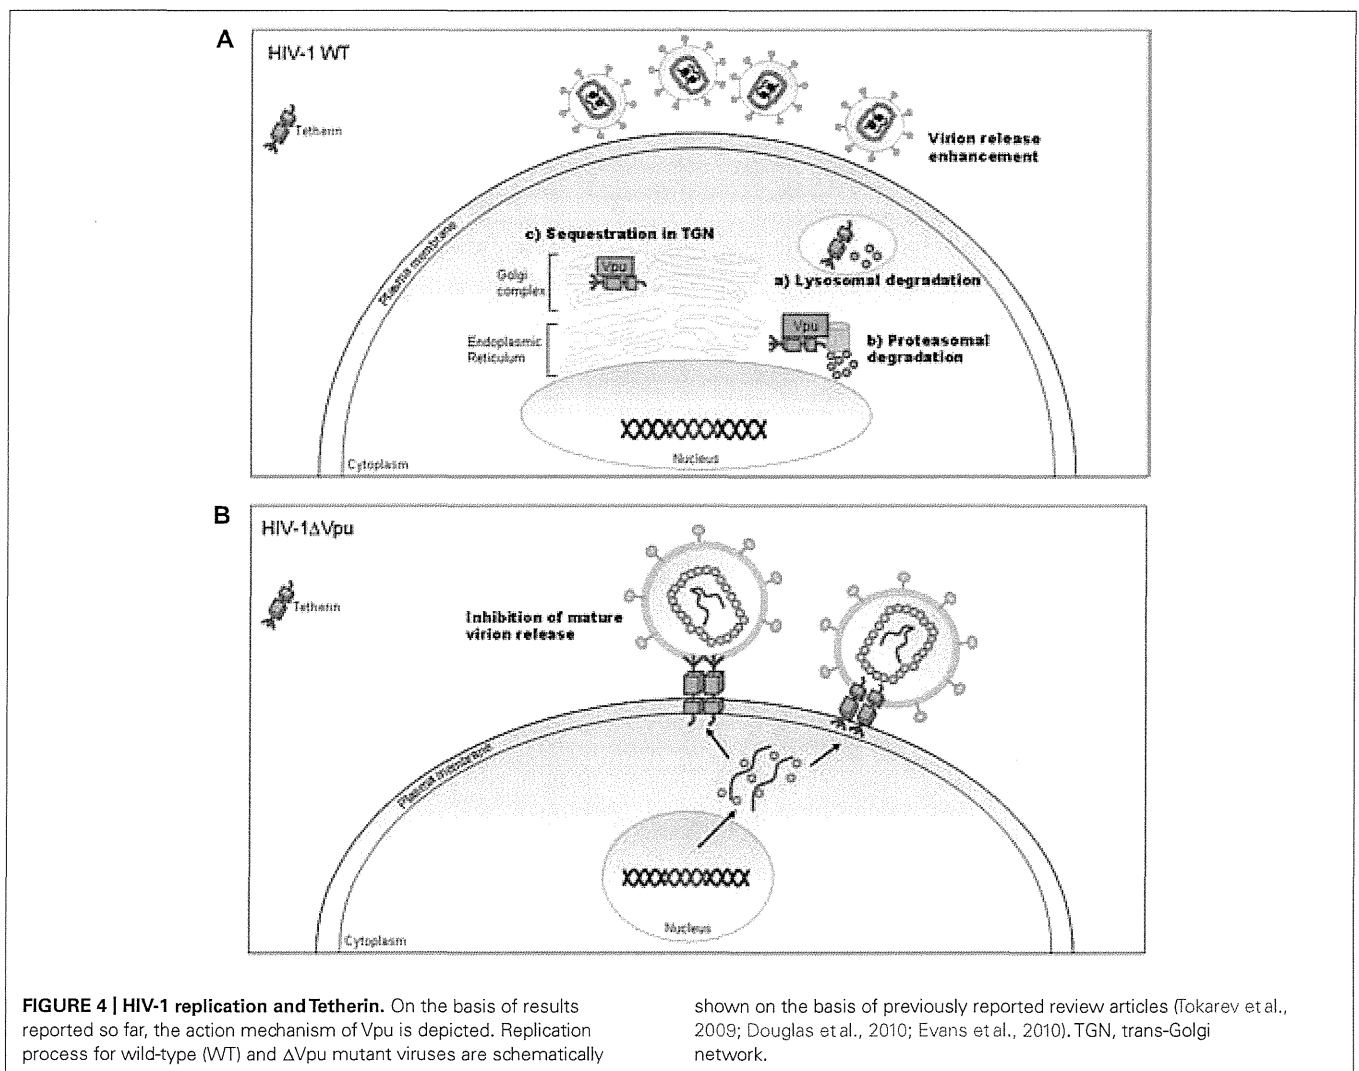 A
HIV-1 WT
Tetherin
Virion release
enhancement
Plasma membrane
c) Sequestration in TGN
Golgi
complex
Vpu
a) Lysosomal degradation
Endoplasmic
Reticulum
Vpu
b) Proteasomal
degradation
Nucleus
Cytoplasm
B
HIV-1ΔVpu
Tetherin
Inhibition of mature
virion release
Plasma membrane
Nucleus
Cytoplasm
FIGURE 4 | HIV-1 replication and Tetherin. On the basis of results
reported so far, the action mechanism of Vpu is depicted. Replication
process for wild-type (WT) and ΔVpu mutant viruses are schematically
shown on the basis of previously reported review articles (Tokarev et al.,
2009; Douglas et al., 2010; Evans et al., 2010). TGN, trans-Golgi
network.